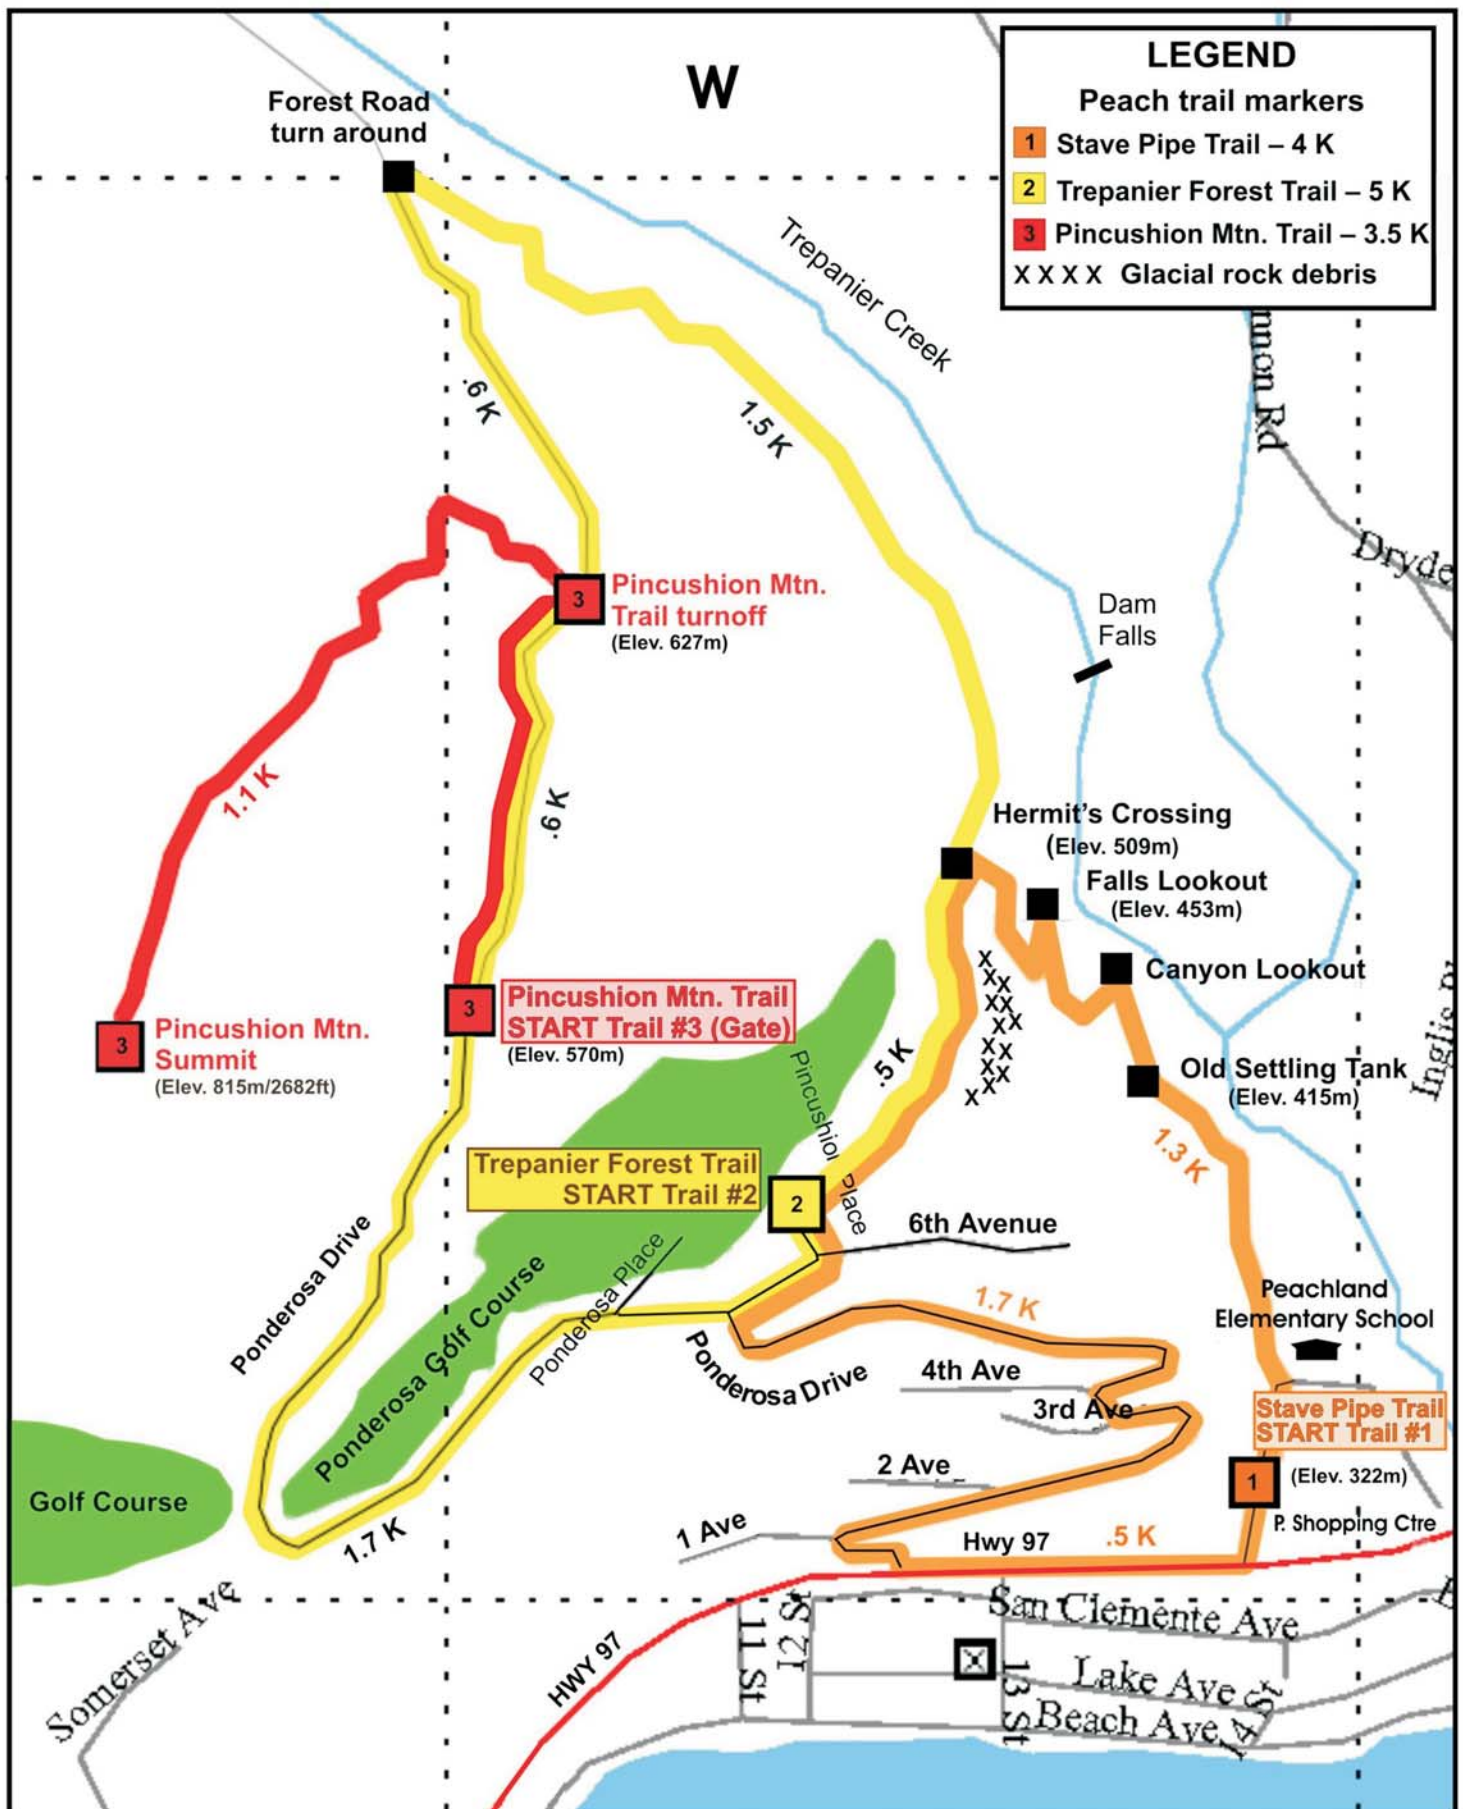 W
LEGEND
Peach trail markers
1 Stave Pipe Trail – 4 K
2 Trepanier Forest Trail – 5 K
3 Pincushion Mtn. Trail – 3.5 K
X X X X Glacial rock debris
Forest Road
turn around
Trepanier Creek
.6 K
1.5 K
Rd
Dryde
3
Pincushion Mtn.
Trail turnoff
(Elev. 627m)
Dam
Falls
1.1 K
.6 K
Hermit's Crossing
(Elev. 509m)
Falls Lookout
(Elev. 453m)
Canyon Lookout
X
X
X
X X
X X
X
X
X
X
X
X
3
Pincushion Mtn. Trail
START Trail #3 (Gate)
(Elev. 570m)
3
Pincushion Mtn.
Summit
(Elev. 815m/2682ft)
.5 K
Old Settling Tank
(Elev. 415m)
Inglis
1.3 K
Pincushion
Place
Trepanier Forest Trail
START Trail #2
2
6th Avenue
Ponderosa Drive
Ponderosa Place
Ponderosa Golf Course
Peachland
Elementary School
1.7 K
Ponderosa Drive
4th Ave
3rd Ave
Stave Pipe Trail
START Trail #1
2 Ave
1
(Elev. 322m)
Golf Course
1.7 K
1 Ave
Hwy 97
.5 K
P. Shopping Ctre
Somerset Ave
HWY 97
11 St
12 St
13 St
14 St
San Clemente Ave
Lake Ave
Beach Ave